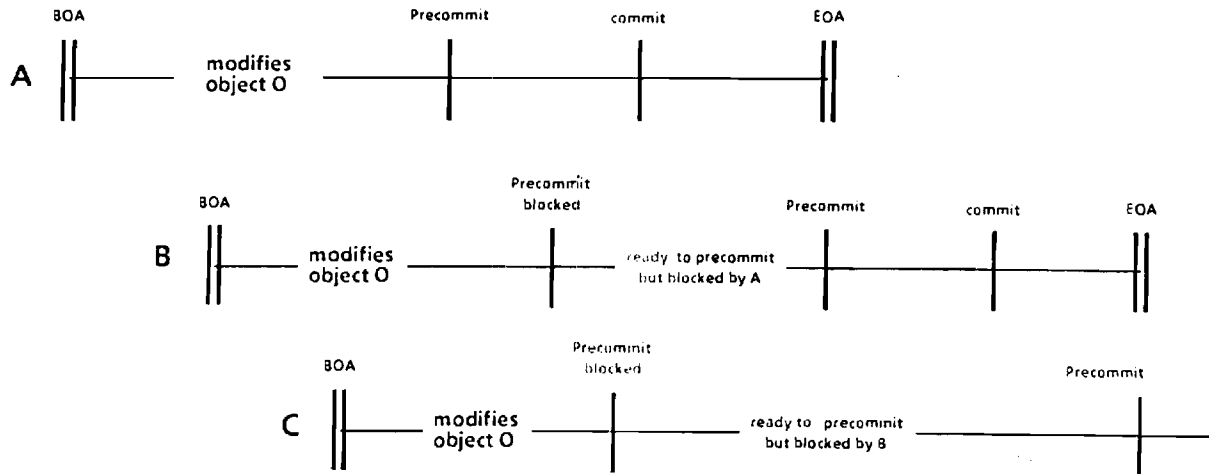 BOA Precommit commit EOA
A
modifies
object O
Precommit
blocked
BOA Precommit commit EOA
B
modifies
object O
ready to precommit
but blocked by A
Precommit
blocked
BOA Precommit
C
modifies
object O
ready to precommit
but blocked by B